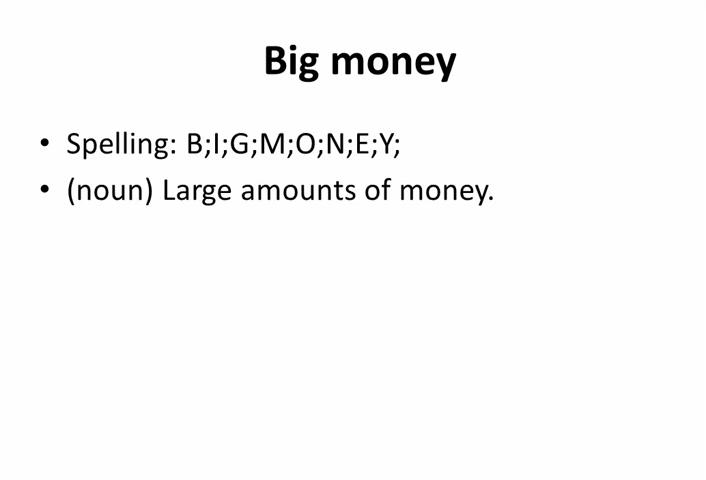 Big money
• Spelling: B;I;G;M;O;N;E;Y;
• (noun) Large amounts of money.